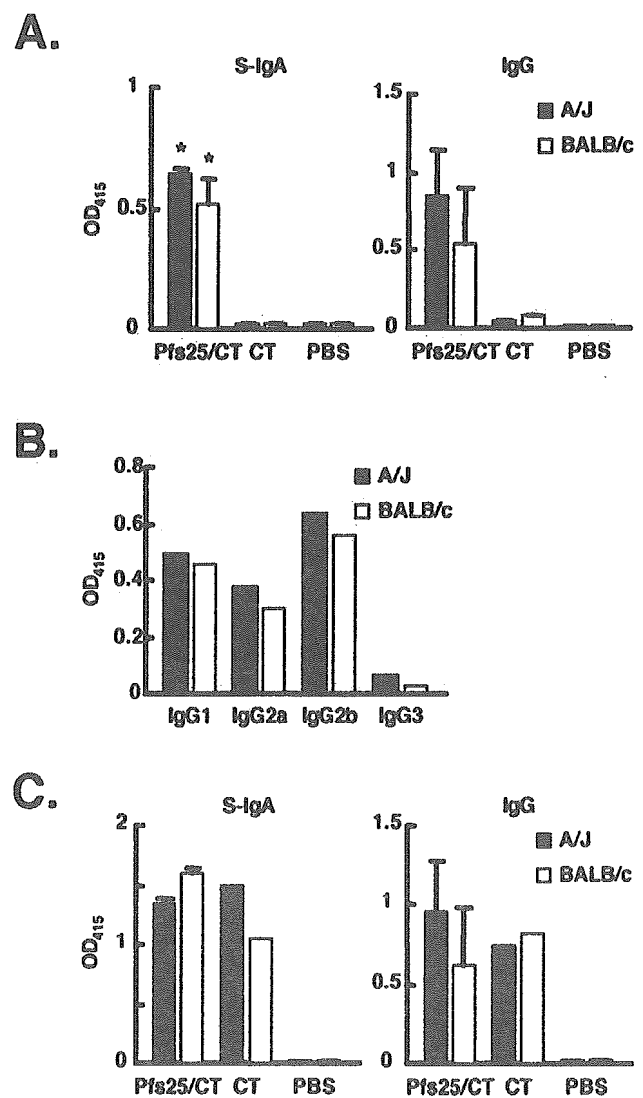 A.
S-IgA
IgG
1
0.5
0
OD415
* *
Pfs25/CT CT PBS
1.5
1
0.5
0
A/J
BALB/c
Pfs25/CT CT PBS
B.
0.8
0.6
0.4
0.2
0
OD415
A/J
BALB/c
IgG1 IgG2a IgG2b IgG3
C.
S-IgA
IgG
2
1
0
OD415
Pfs25/CT CT PBS
1.5
1
0.5
0
A/J
BALB/c
Pfs25/CT CT PBS